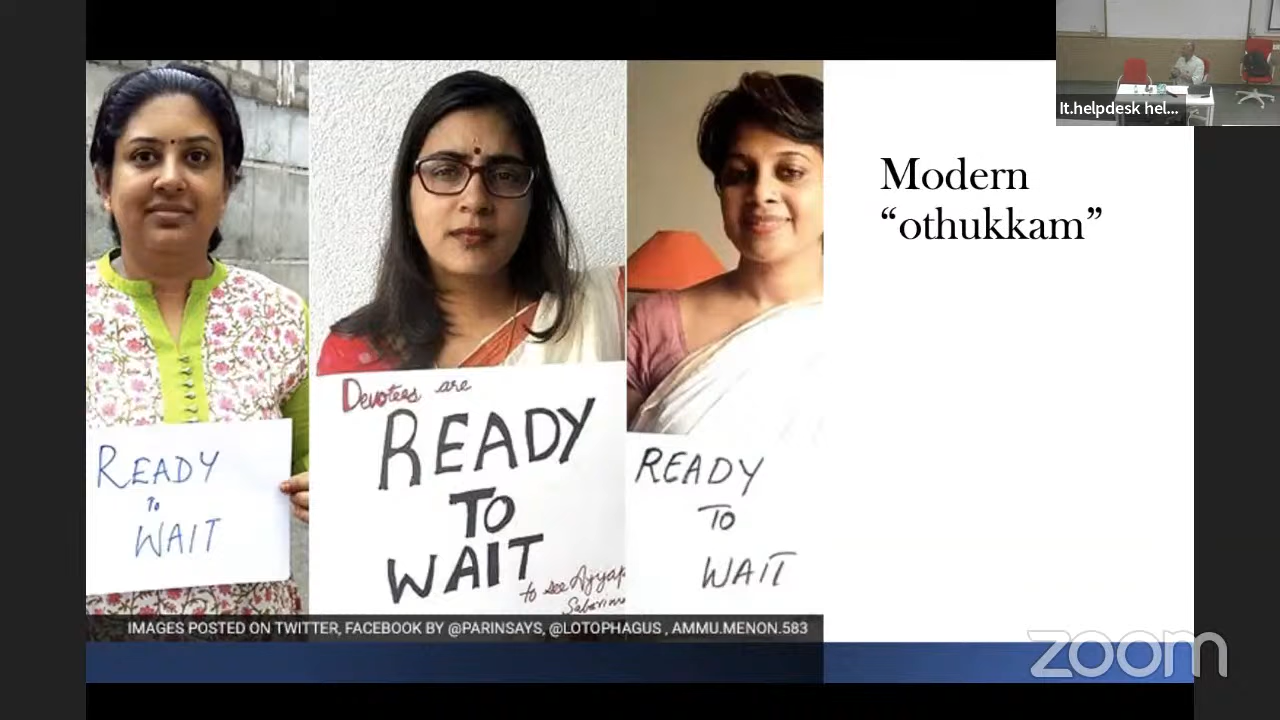 It.helpdesk hel...
Modern
“othukkam”
READY
To
WAIT
Devotees are
READY
TO
WAIT
to see Ayyap
READY
TO
WAIT
IMAGES POSTED ON TWITTER, FACEBOOK BY @PARINSAYS, @LOTOPHAGUS , AMMU.MENON.583
zoom